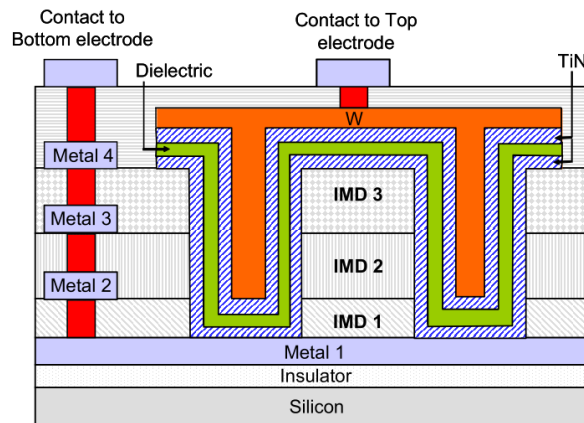 Contact to
Bottom electrode
Contact to Top
electrode
Dielectric
TiN
W
Metal 4
IMD 3
Metal 3
IMD 2
Metal 2
IMD 1
Metal 1
Insulator
Silicon